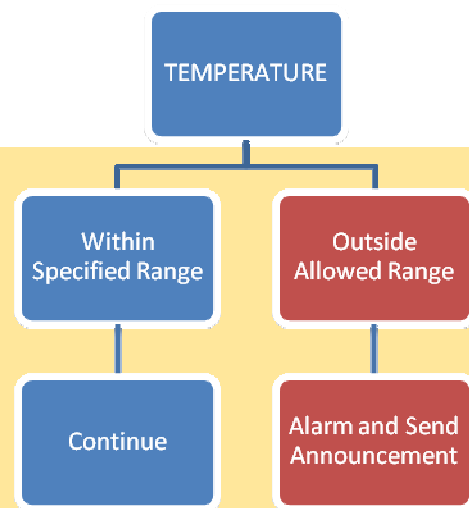 TEMPERATURE
Within
Specified Range
Outside
Allowed Range
Continue
Alarm and Send
Announcement